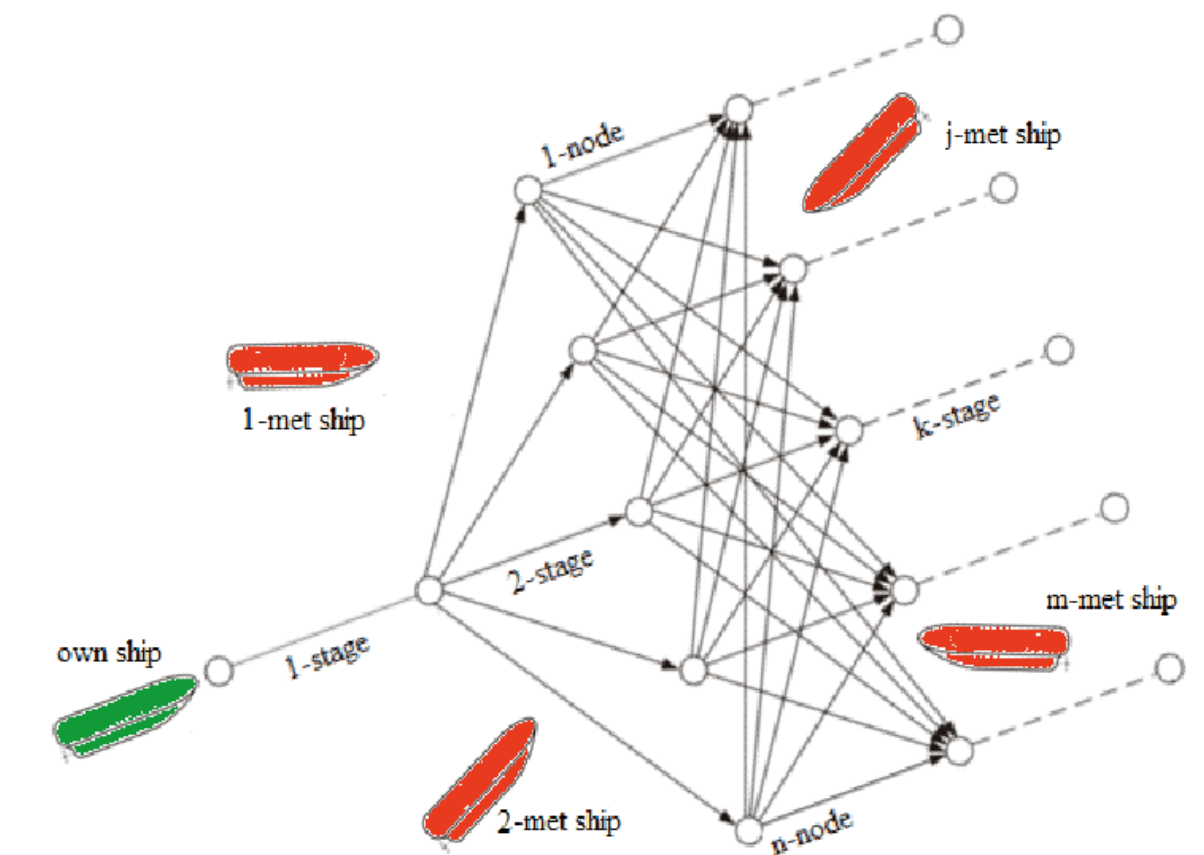 j-met ship
1-node
1-met ship
k-stage
2-stage
m-met ship
own ship
1-stage
2-met ship
n-node